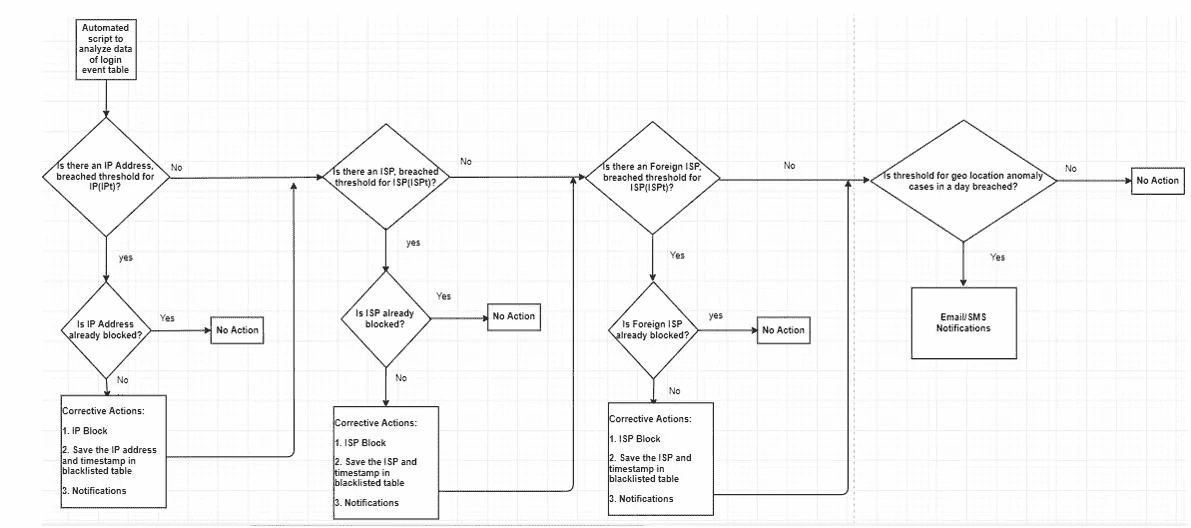 Automated
script to
analyze data
of login
event table
Is there an IP Address,
breached threshold for
IP(IPt)?
No
yes
Is IP Address
already blocked?
Yes
No Action
No
Corrective Actions:
1. IP Block
2. Save the IP address
and timestamp in
blacklisted table
3. Notifications
Is there an ISP, breached
threshold for ISP(ISPt)?
No
yes
Is ISP already
blocked?
Yes
No Action
No
Corrective Actions:
1. ISP Block
2. Save the ISP and
timestamp in
blacklisted table
3. Notifications
Is there an Foreign ISP,
breached threshold for
ISP(ISPt)?
No
Yes
Is Foreign ISP
already blocked?
yes
No Action
No
Corrective Actions:
1. ISP Block
2. Save the ISP and
timestamp in
blacklisted table
3. Notifications
Is threshold for geo location anomaly
cases in a day breached?
No
No Action
Yes
Email/SMS
Notifications